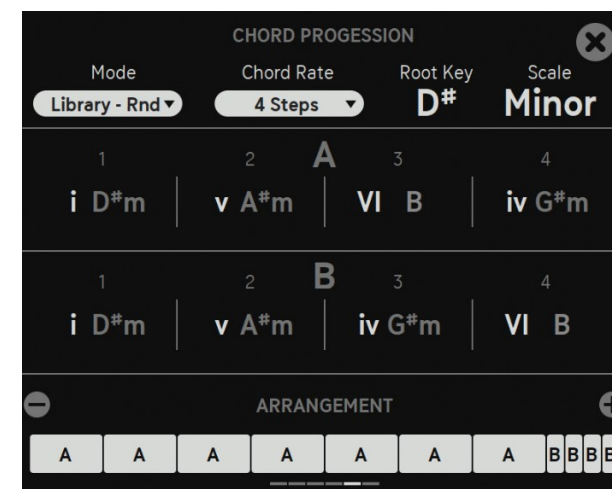 CHORD PROGESSION
Mode Chord Rate Root Key Scale
Library - Rnd 4 Steps D# Minor
A
1 2 3 4
i D#m v A#m VI B iv G#m
B
1 2 3 4
i D#m v A#m iv G#m VI B
ARRANGEMENT
A A A A A A A B B B B